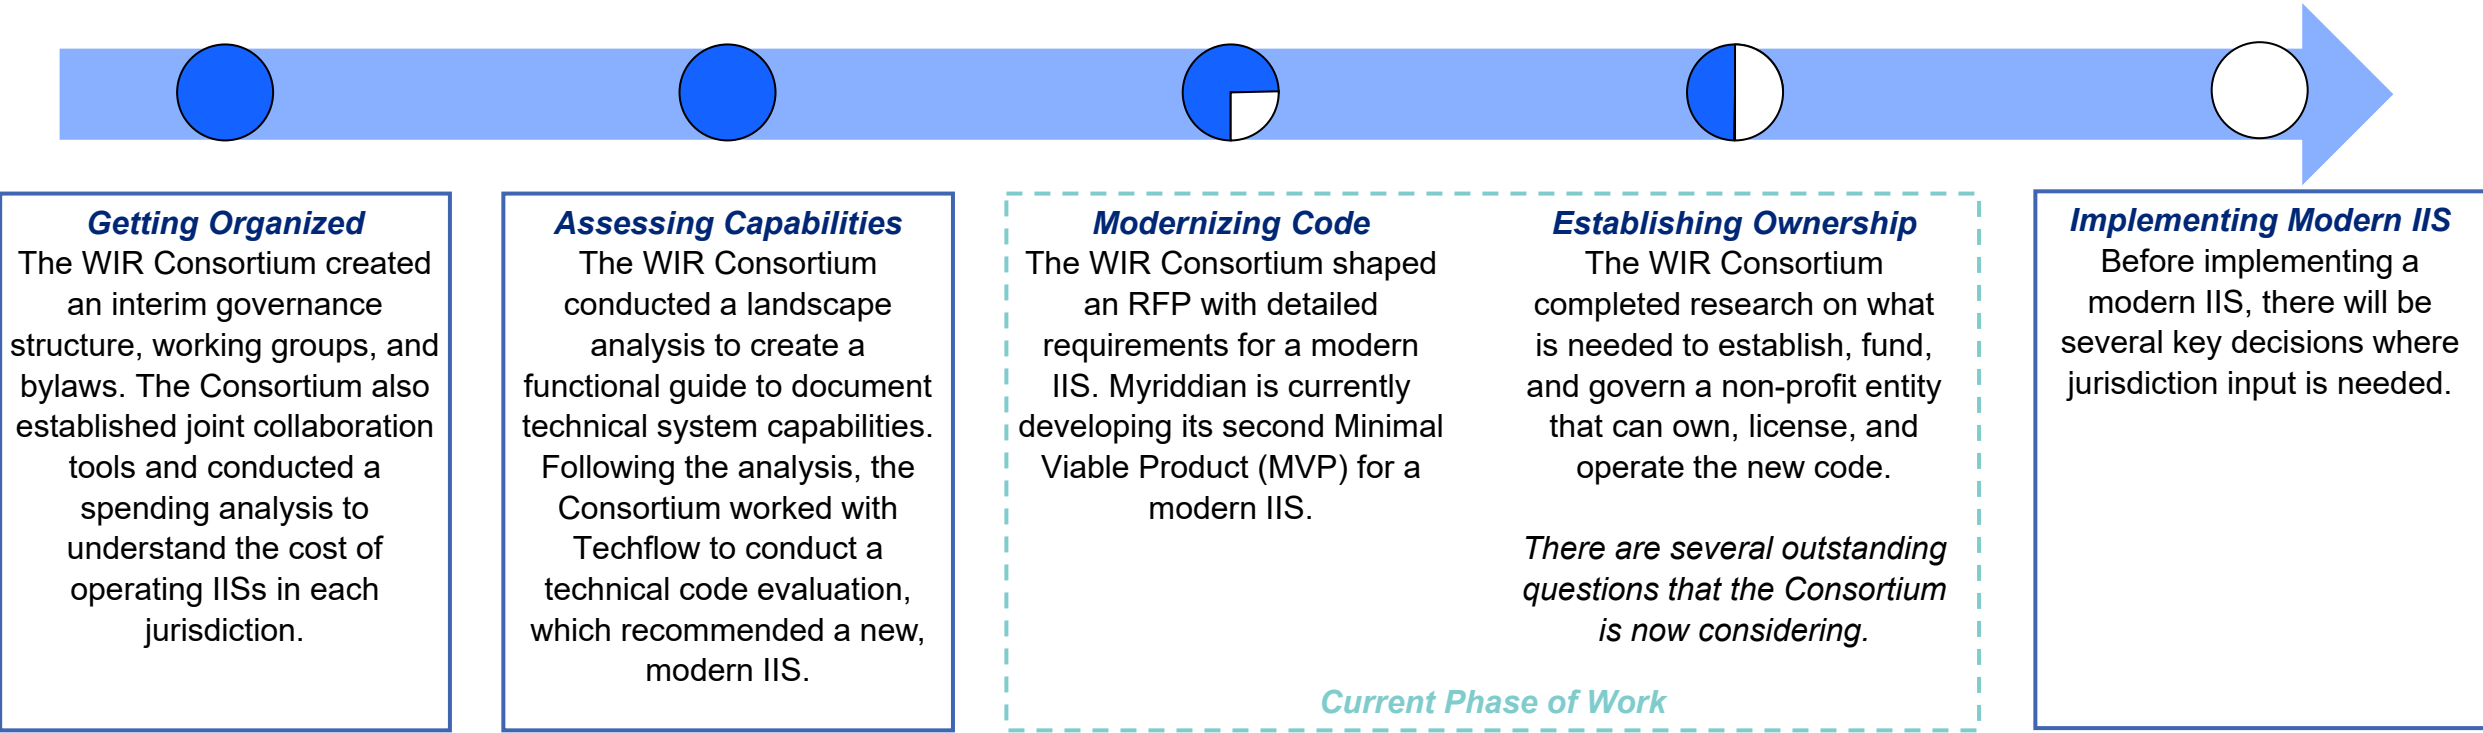 Getting Organized
The WIR Consortium created
an interim governance
structure, working groups, and
bylaws. The Consortium also
established joint collaboration
tools and conducted a
spending analysis to
understand the cost of
operating IISs in each
jurisdiction.
Assessing Capabilities
The WIR Consortium
conducted a landscape
analysis to create a
functional guide to document
technical system capabilities.
Following the analysis, the
Consortium worked with
Techflow to conduct a
technical code evaluation,
which recommended a new,
modern IIS.
Modernizing Code
The WIR Consortium shaped
an RFP with detailed
requirements for a modern
IIS. Myriddian is currently
developing its second Minimal
Viable Product (MVP) for a
modern IIS.
Establishing Ownership
The WIR Consortium
completed research on what
is needed to establish, fund,
and govern a non-profit entity
that can own, license, and
operate the new code.
There are several outstanding
questions that the Consortium
is now considering.
Current Phase of Work
Implementing Modern IIS
Before implementing a
modern IIS, there will be
several key decisions where
jurisdiction input is needed.